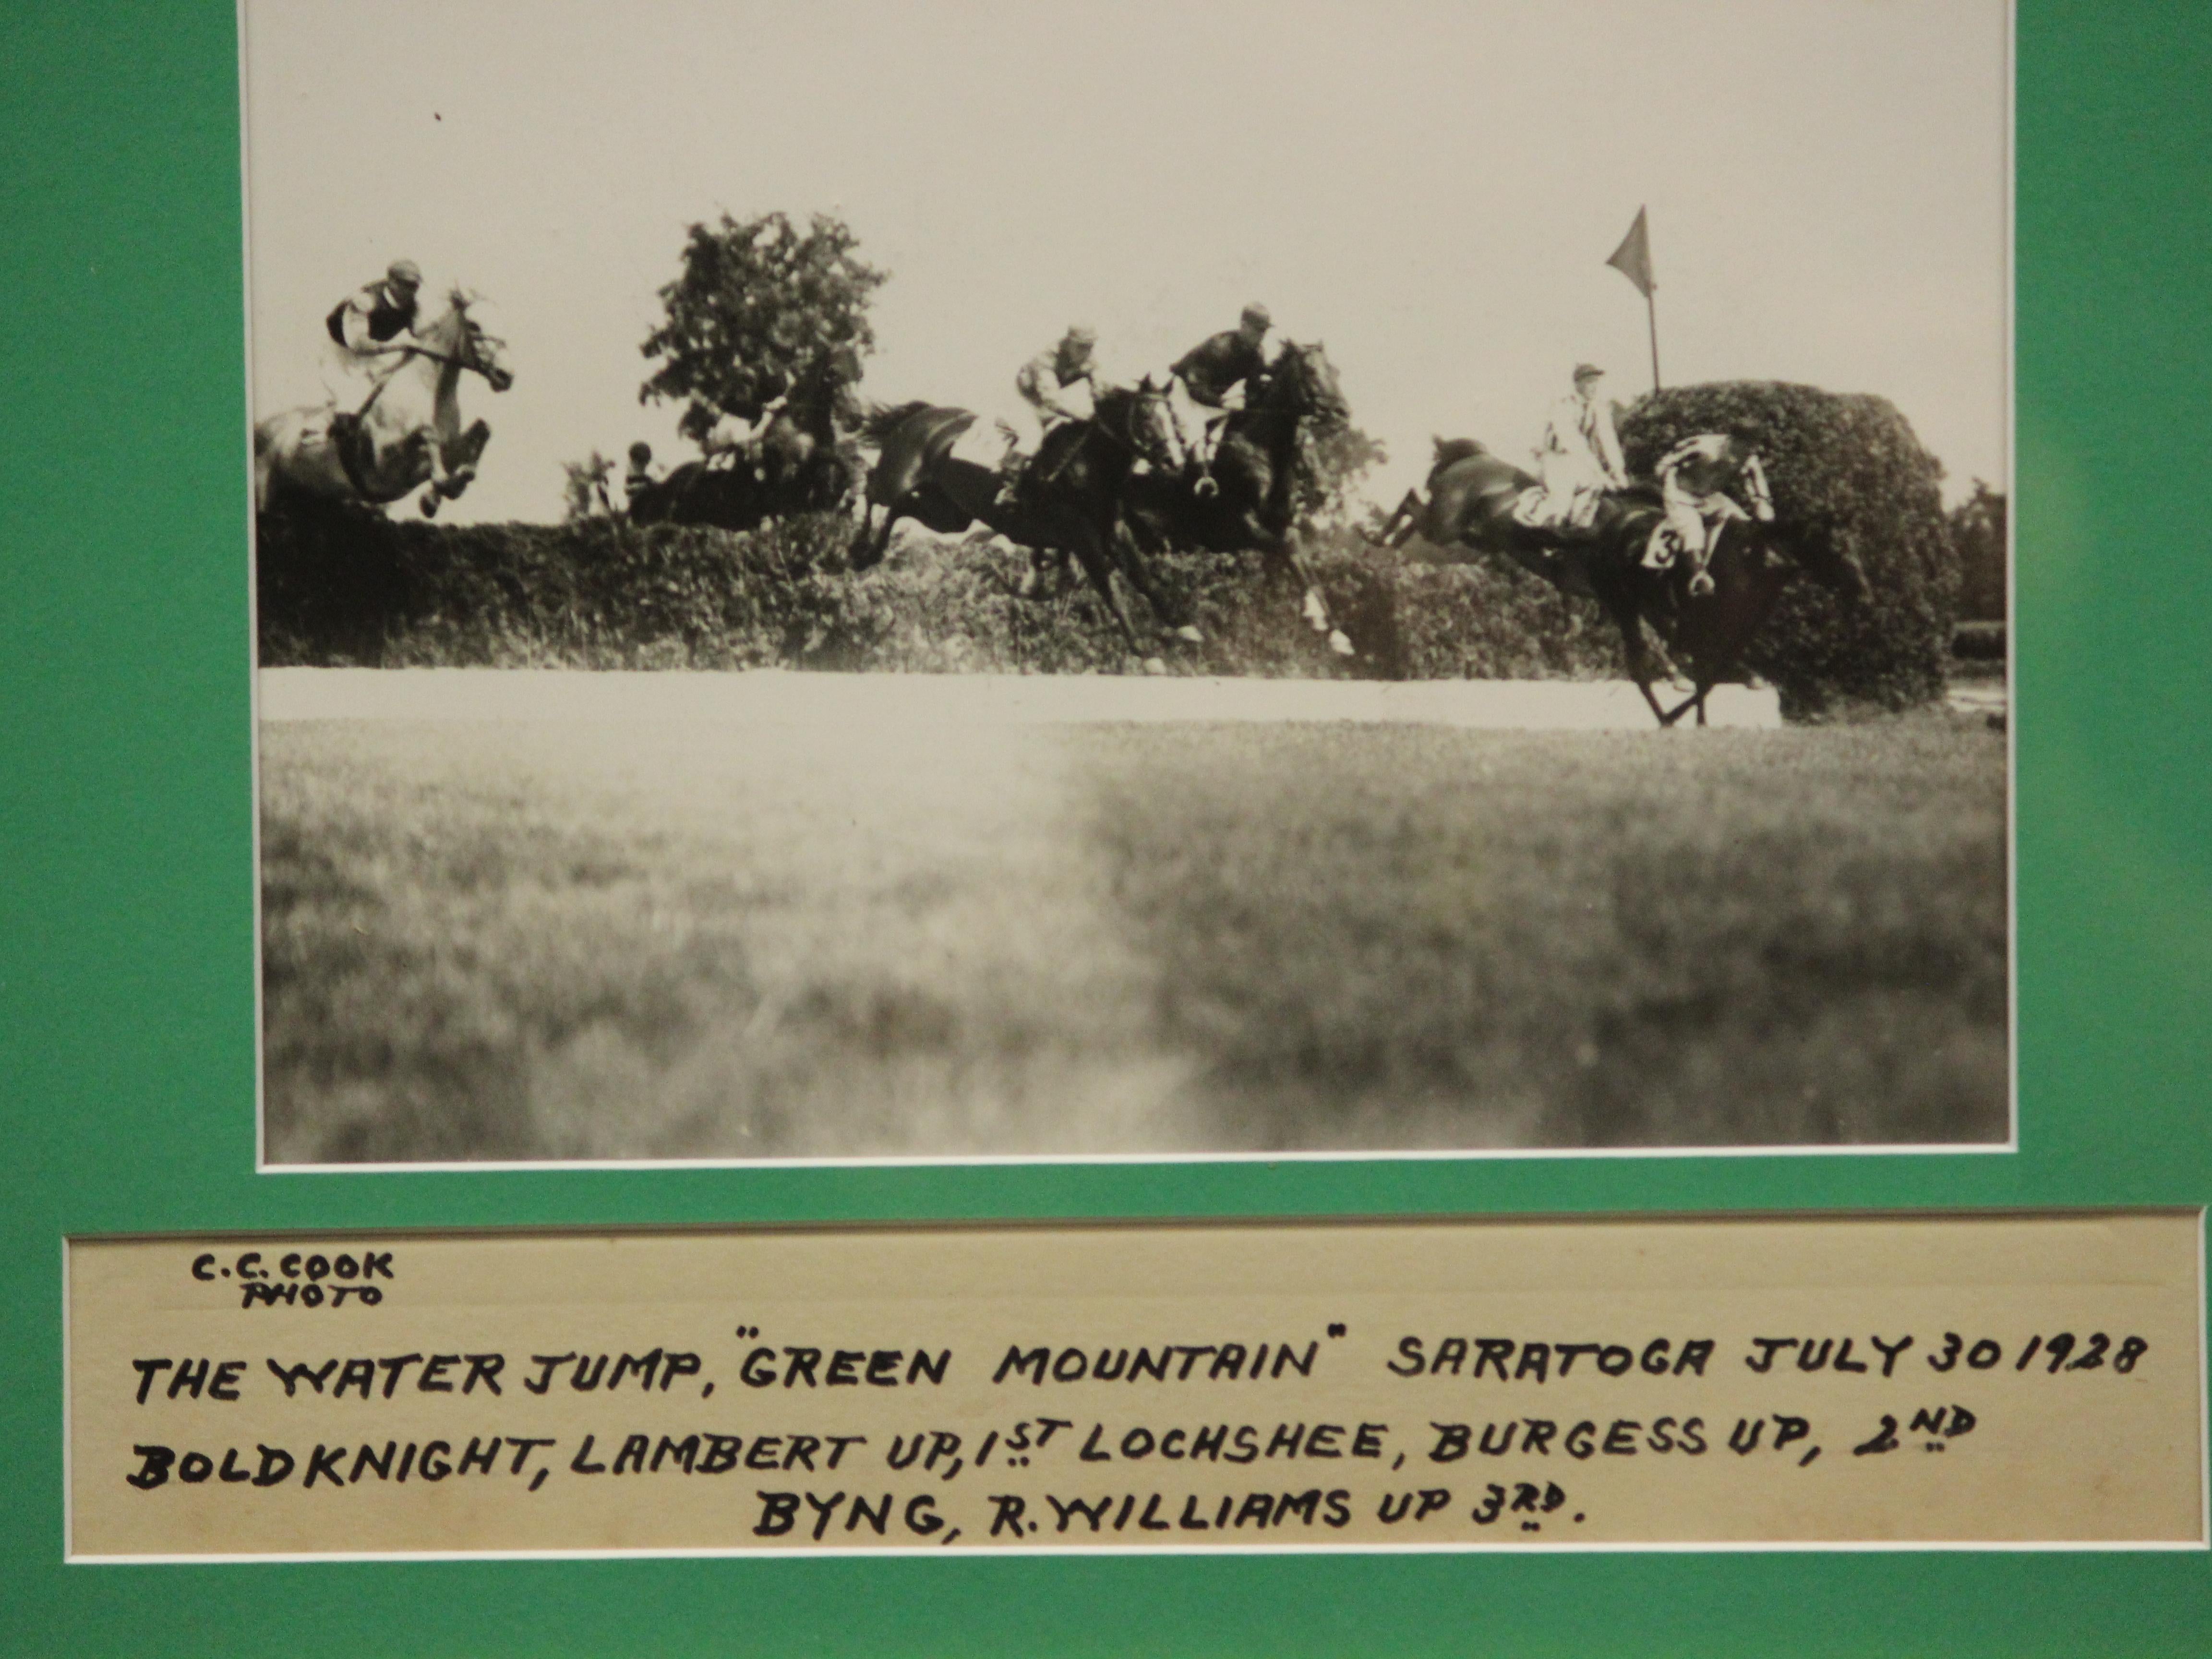 3
C.C. COOK
PHOTO
THE WATER JUMP, "GREEN MOUNTAIN" SARATOGA JULY 30 1928
BOLD KNIGHT, LAMBERT UP, 1ST LOCHSHEE, BURGESS UP, 2ND
BYNG, R. WILLIAMS UP 3RD.